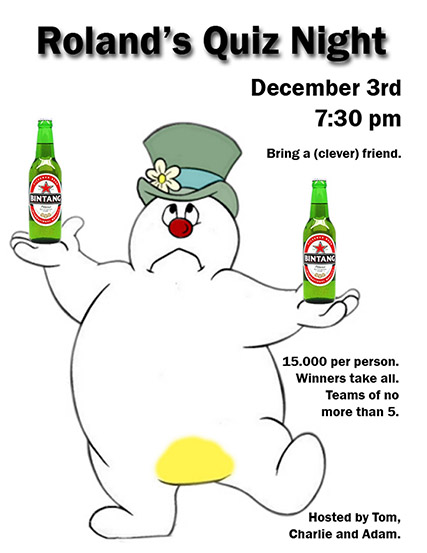 Roland's Quiz Night
December 3rd
7:30 pm
Bring a (clever) friend.
BINTANG
BINTANG
15.000 per person.
Winners take all.
Teams of no
more than 5.
Hosted by Tom,
Charlie and Adam.